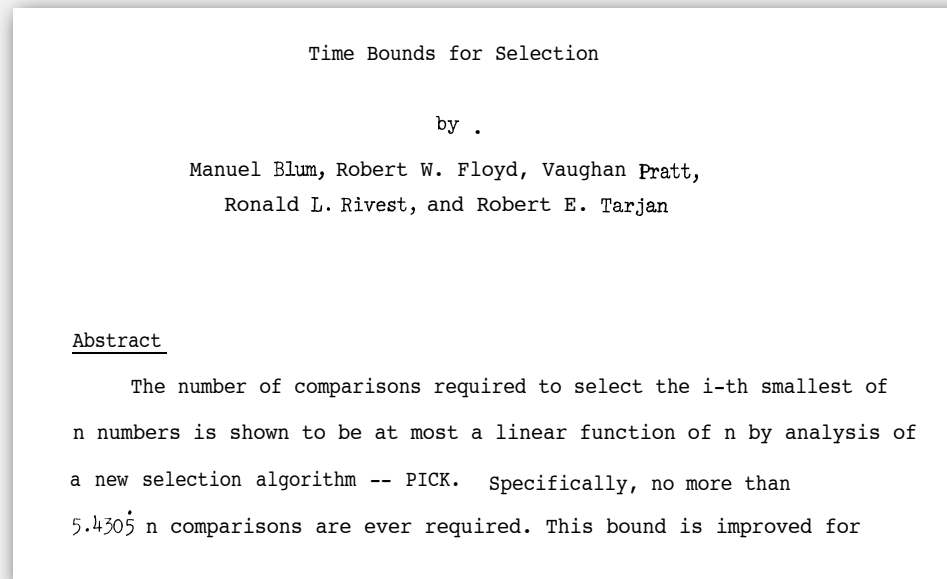 Time Bounds for Selection
by .
Manuel Blum, Robert W. Floyd, Vaughan Pratt,
Ronald L. Rivest, and Robert E. Tarjan
Abstract
The number of comparisons required to select the i-th smallest of
n numbers is shown to be at most a linear function of n by analysis of
a new selection algorithm -- PICK. Specifically, no more than
5.4305̇ n comparisons are ever required. This bound is improved for